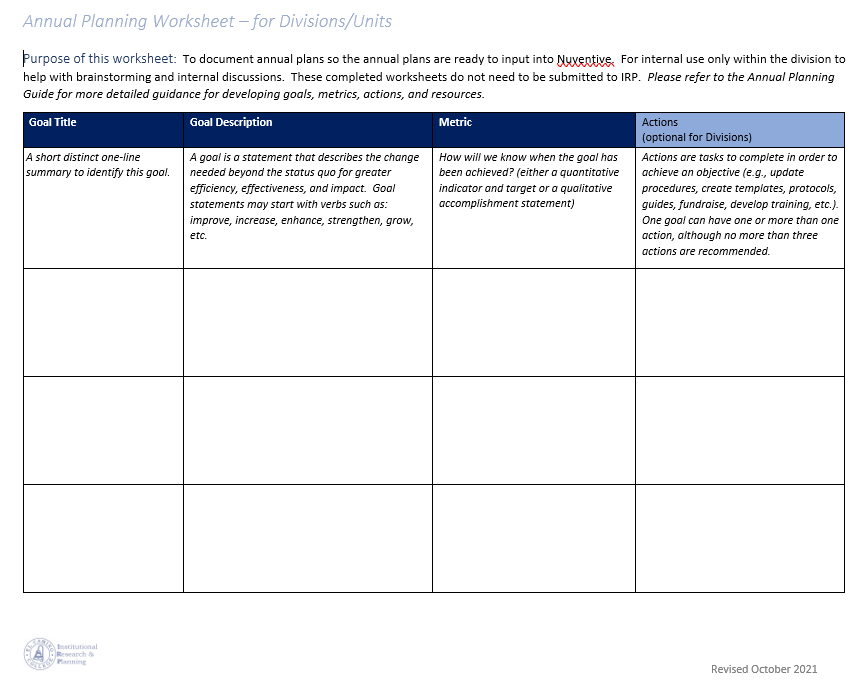 Annual Planning Worksheet – for Divisions/Units
Purpose of this worksheet: To document annual plans so the annual plans are ready to input into Nuventive. For internal use only within the division to
help with brainstorming and internal discussions. These completed worksheets do not need to be submitted to IRP. Please refer to the Annual Planning
Guide for more detailed guidance for developing goals, metrics, actions, and resources.
Goal Title
Goal Description
Metric
Actions
(optional for Divisions)
A short distinct one-line
summary to identify this goal.
A goal is a statement that describes the change
needed beyond the status quo for greater
efficiency, effectiveness, and impact. Goal
statements may start with verbs such as:
improve, increase, enhance, strengthen, grow,
etc.
How will we know when the goal has
been achieved? (either a quantitative
indicator and target or a qualitative
accomplishment statement)
Actions are tasks to complete in order to
achieve an objective (e.g., update
procedures, create templates, protocols,
guides, fundraise, develop training, etc.).
One goal can have one or more than one
action, although no more than three
actions are recommended.
EL CAMINO
COLLEGE
Institutional
Research &
Planning
Revised October 2021